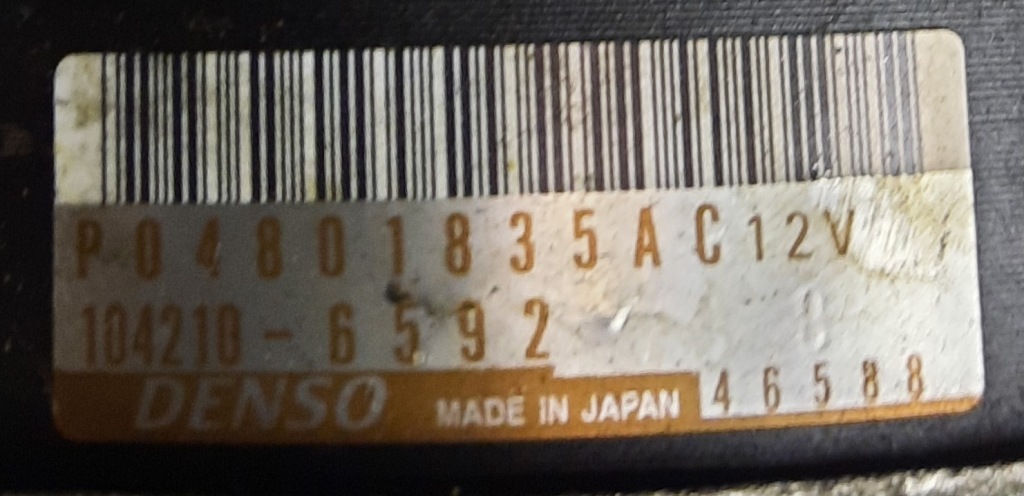 P04801835AC 12V
104210-6592
DENSO MADE IN JAPAN 46588